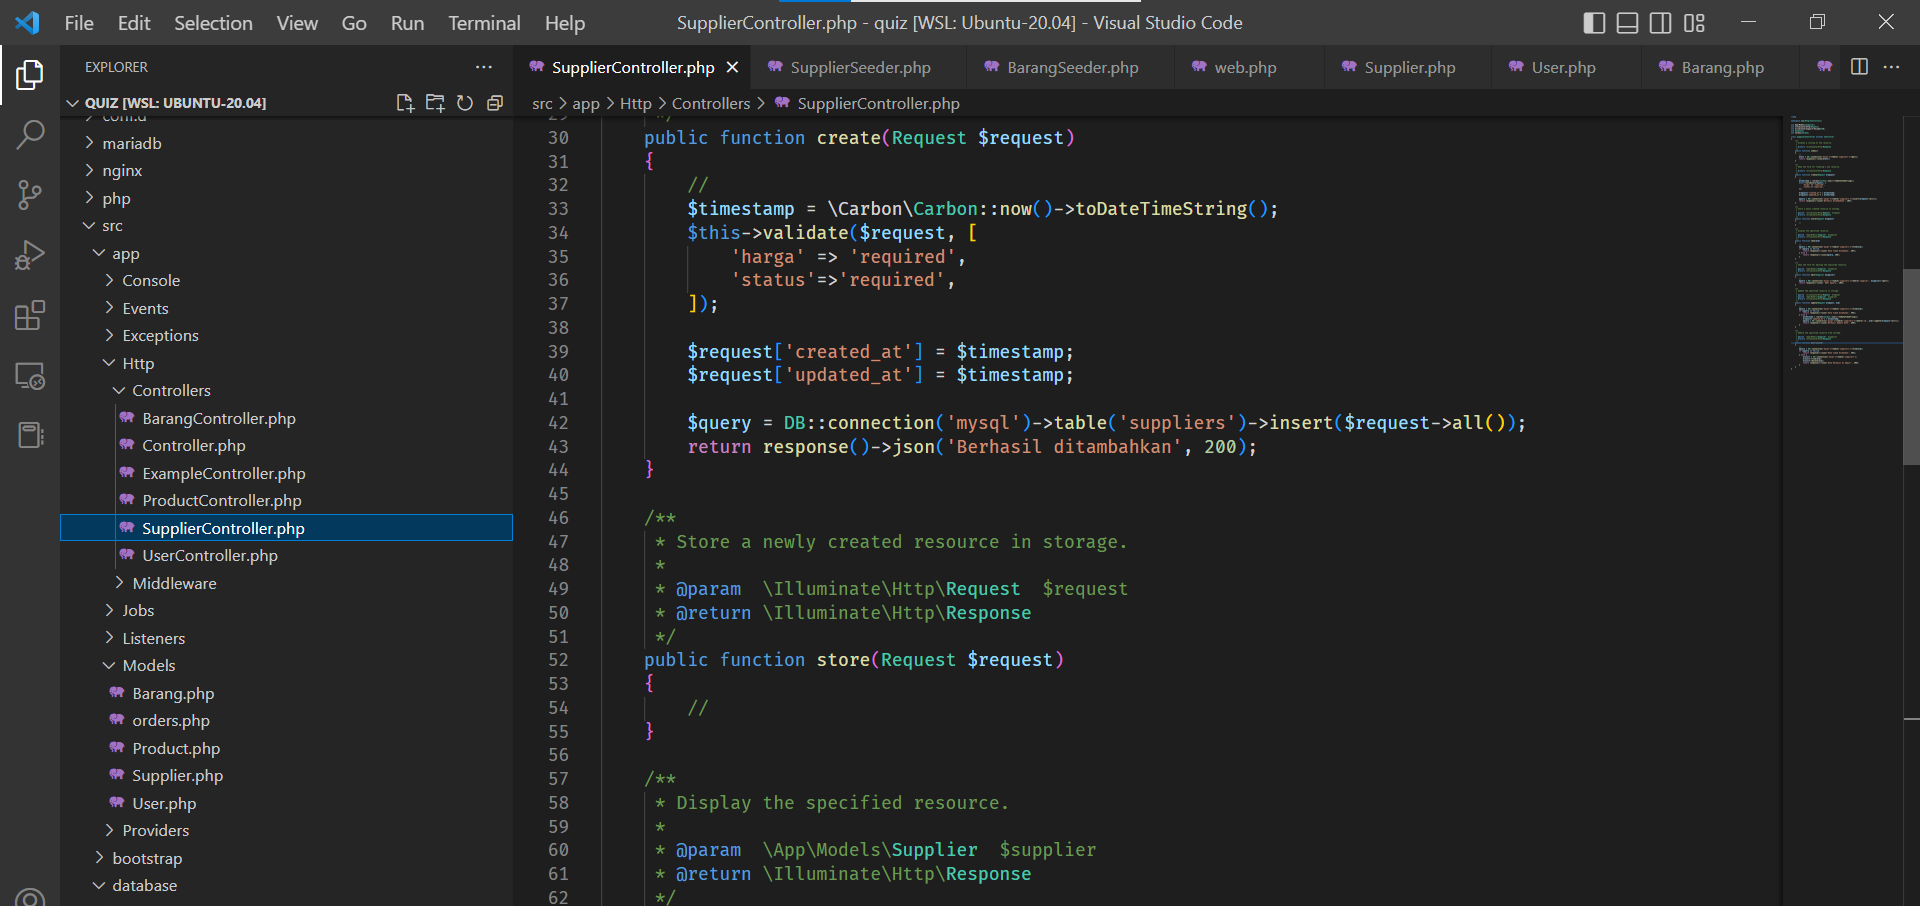 File Edit Selection View Go Run Terminal Help
SupplierController.php - quiz [WSL: Ubuntu-20.04] - Visual Studio Code
EXPLORER
QUIZ [WSL: UBUNTU-20.04]
conf.d
mariadb
nginx
php
src
app
Console
Events
Exceptions
Http
Controllers
BarangController.php
Controller.php
ExampleController.php
ProductController.php
SupplierController.php
UserController.php
Middleware
Jobs
Listeners
Models
Barang.php
orders.php
Product.php
Supplier.php
User.php
Providers
bootstrap
database
SupplierController.php SupplierSeeder.php BarangSeeder.php web.php Supplier.php User.php Barang.php
src > app > Http > Controllers > SupplierController.php
29 */
30 public function create(Request $request)
31 {
32 //
33 $timestamp = \Carbon\Carbon::now()->toDateTimeString();
34 $this->validate($request, [
35 'harga' => 'required',
36 'status'=>'required',
37 ]);
38
39 $request['created_at'] = $timestamp;
40 $request['updated_at'] = $timestamp;
41
42 $query = DB::connection('mysql')->table('suppliers')->insert($request->all());
43 return response()->json('Berhasil ditambahkan', 200);
44 }
45
46 /**
47 * Store a newly created resource in storage.
48 *
49 * @param  \Illuminate\Http\Request  $request
50 * @return \Illuminate\Http\Response
51 */
52 public function store(Request $request)
53 {
54 //
55 }
56
57 /**
58 * Display the specified resource.
59 *
60 * @param  \App\Models\Supplier  $supplier
61 * @return \Illuminate\Http\Response
62 */